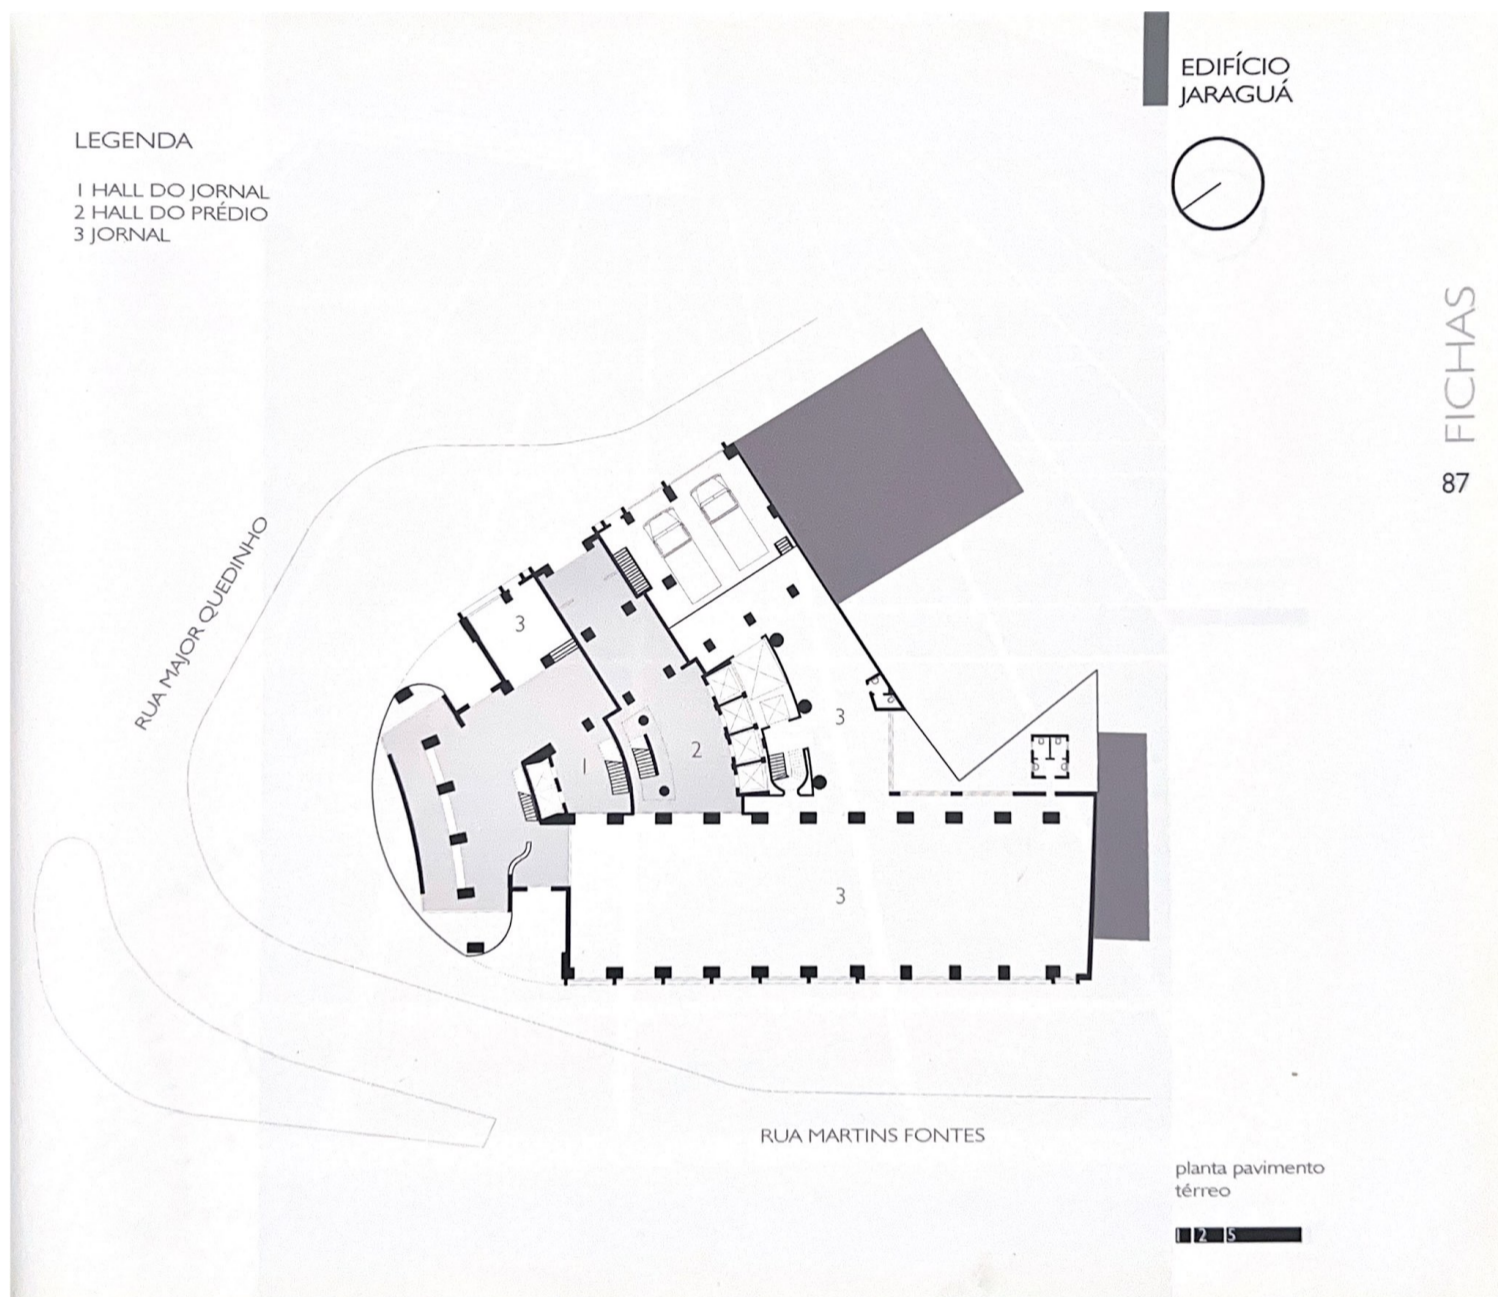 EDIFÍCIO
JARAGUÁ
LEGENDA
1 HALL DO JORNAL
2 HALL DO PRÉDIO
3 JORNAL
FICHAS
87
RUA MAJOR QUEDINHO
3
1
2
3
3
RUA MARTINS FONTES
planta pavimento
térreo
1 2 5